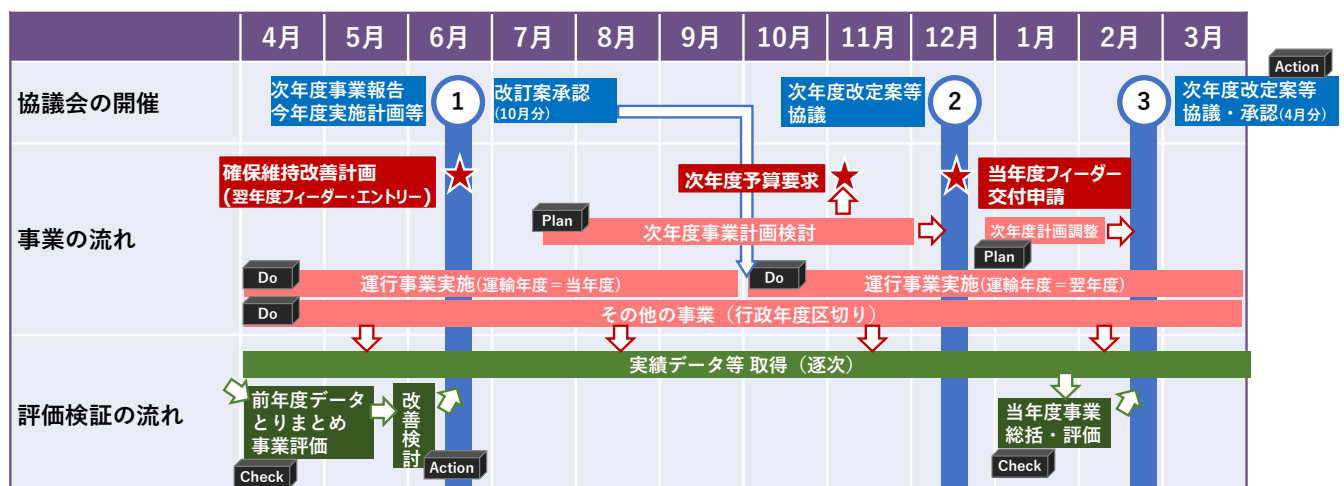 4月
5月
6月
7月
8月
9月
10月
11月
12月
1月
2月
3月
Action
協議会の開催
次年度事業報告
今年度実施計画等
1
改訂案承認
(10月分)
次年度改定案等
協議
2
3
次年度改定案等
協議・承認(4月分)
事業の流れ
確保維持改善計画
(翌年度フィーダー・エントリー)
次年度予算要求
当年度フィーダー
交付申請
Plan
次年度事業計画検討
次年度計画調整
Plan
Do
運行事業実施(運輸年度＝当年度)
Do
運行事業実施(運輸年度＝翌年度)
Do
その他の事業（行政年度区切り）
評価検証の流れ
実績データ等 取得（逐次）
前年度データ
とりまとめ
事業評価
改善検討
当年度事業
総括・評価
Check
Action
Check